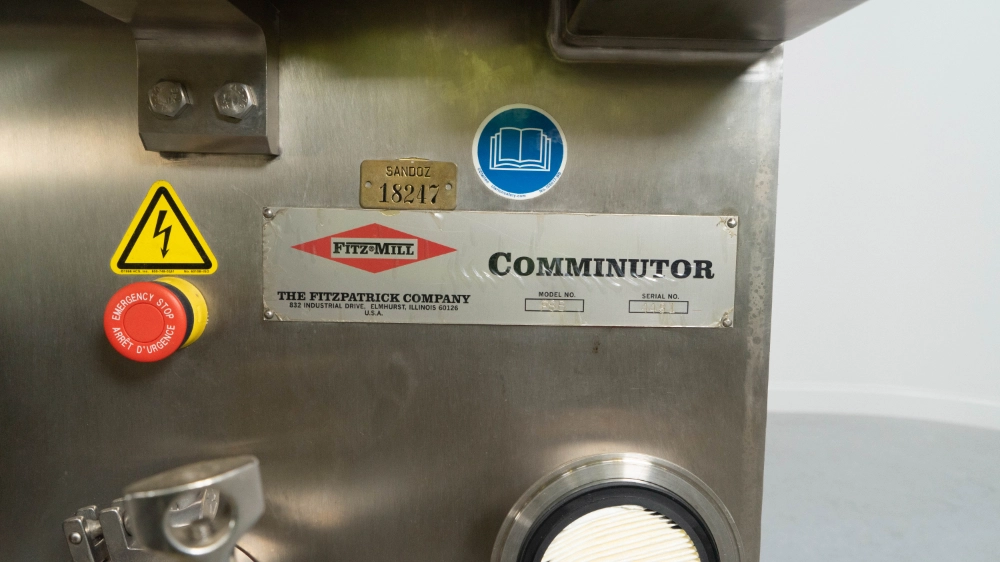 SANDOZ
18247
FITZ®MILL
COMMINUTOR
THE FITZPATRICK COMPANY
832 INDUSTRIAL DRIVE, ELMHURST, ILLINOIS 60126
U.S.A.
MODEL NO.
SERIAL NO.
EMERGENCY STOP
ARRÊT D'URGENCE